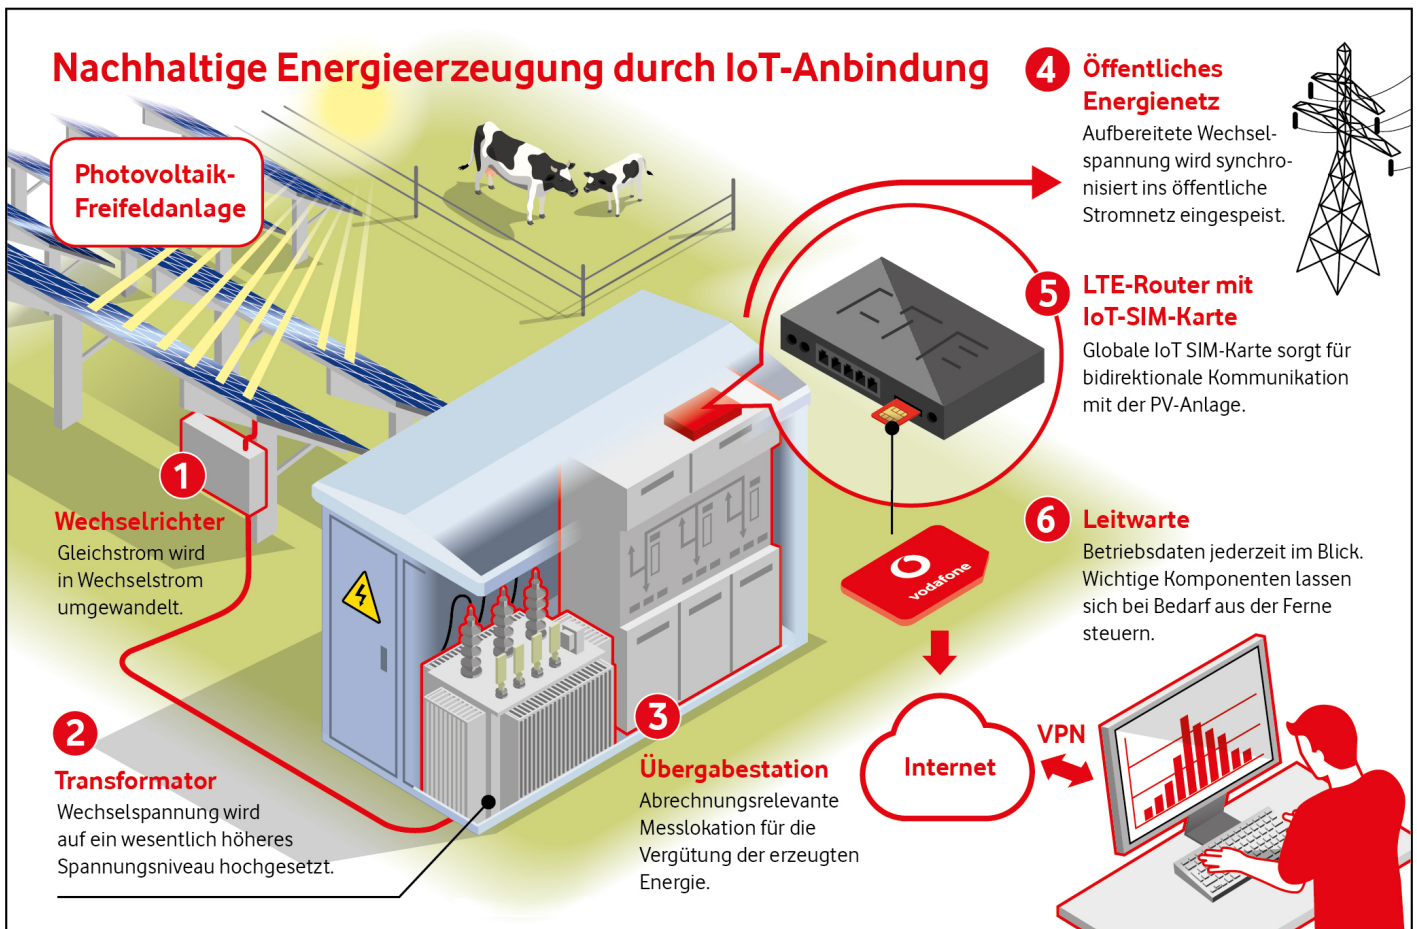 Nachhaltige Energieerzeugung durch IoT-Anbindung
Photovoltaik-
Freifeldanlage
1
Wechselrichter
Gleichstrom wird
in Wechselstrom
umgewandelt.
2
Transformator
Wechselspannung wird
auf ein wesentlich höheres
Spannungsniveau hochgesetzt.
3
Übergabestation
Abrechnungsrelevante
Messlokation für die
Vergütung der erzeugten
Energie.
4
Öffentliches
Energienetz
Aufbereitete Wechsel-
spannung wird synchro-
nisiert ins öffentliche
Stromnetz eingespeist.
5
LTE-Router mit
IoT-SIM-Karte
Globale IoT SIM-Karte sorgt für
bidirektionale Kommunikation
mit der PV-Anlage.
vodafone
Internet
VPN
6
Leitwarte
Betriebsdaten jederzeit im Blick.
Wichtige Komponenten lassen
sich bei Bedarf aus der Ferne
steuern.